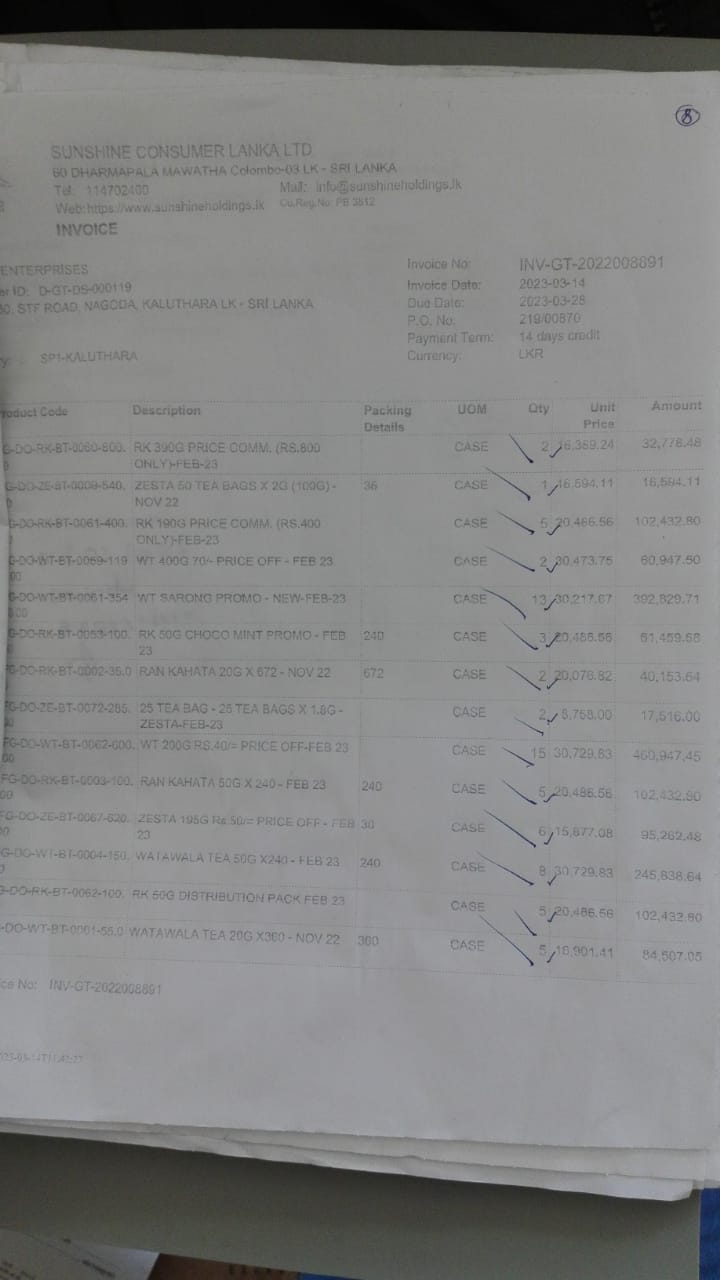 8
SUNSHINE CONSUMER LANKA LTD
60 DHARMAPALA MAWATHA Colombo-03 LK - SRI LANKA
Tel: 114702400 Mail: info@sunshineholdings.lk
Web:https://www.sunshineholdings.lk Co.Reg.No: PB 3812
INVOICE
ENTERPRISES
er ID: D-GT-DS-000119
STF ROAD, NAGODA, KALUTHARA LK - SRI LANKA
SP1-KALUTHARA
Invoice No: INV-GT-2022008891
Invoice Date: 2023-03-14
Due Date: 2023-03-28
P.O. No: 219/00870
Payment Term: 14 days credit
Currency: LKR
roduct Code Description Packing Details UOM Qty Unit Price Amount
G-DO-RK-BT-0060-800. RK 390G PRICE COMM. (RS.800 CASE 2 16,389.24 32,778.48
0 ONLY)-FEB-23
G-DO-ZE-BT-0009-540. ZESTA 50 TEA BAGS X 2G (100G) - 36 CASE 1 16,594.11 16,594.11
0 NOV 22
G-DO-RK-BT-0061-400. RK 190G PRICE COMM. (RS.400 CASE 5 20,486.56 102,432.80
0 ONLY)-FEB-23
G-DO-WT-BT-0059-119 WT 400G 70/- PRICE OFF - FEB 23 CASE 2 30,473.75 60,947.50
00
G-DO-WT-BT-0061-354 WT SARONG PROMO - NEW-FEB-23 CASE 13 30,217.67 392,829.71
G-DO-RK-BT-0053-100. RK 50G CHOCO MINT PROMO - FEB 240 CASE 3 20,486.56 61,459.68
23
FG-DO-RK-BT-0002-35.0 RAN KAHATA 20G X 672 - NOV 22 672 CASE 2 20,076.82 40,153.64
FG-DO-ZE-BT-0072-285. 25 TEA BAG - 25 TEA BAGS X 1.8G - CASE 2 8,758.00 17,516.00
ZESTA-FEB-23
FG-DO-WT-BT-0062-600. WT 200G RS.40/= PRICE OFF-FEB 23 CASE 15 30,729.83 460,947.45
00
FG-DO-RK-BT-0003-100. RAN KAHATA 50G X 240 - FEB 23 240 CASE 5 20,486.56 102,432.80
00
FG-DO-ZE-BT-0067-620. ZESTA 195G Rs.50/= PRICE OFF - FEB 30 CASE 6 15,877.08 95,262.48
23
G-DO-WT-BT-0004-150. WATAWALA TEA 50G X240 - FEB 23 240 CASE 8 30,729.83 245,838.64
G-DO-RK-BT-0062-100. RK 50G DISTRIBUTION PACK FEB 23 CASE 5 20,486.56 102,432.80
-DO-WT-BT-0001-58.0 WATAWALA TEA 20G X360 - NOV 22 360 CASE 5 16,901.41 84,507.05
ice No: INV-GT-2022008891